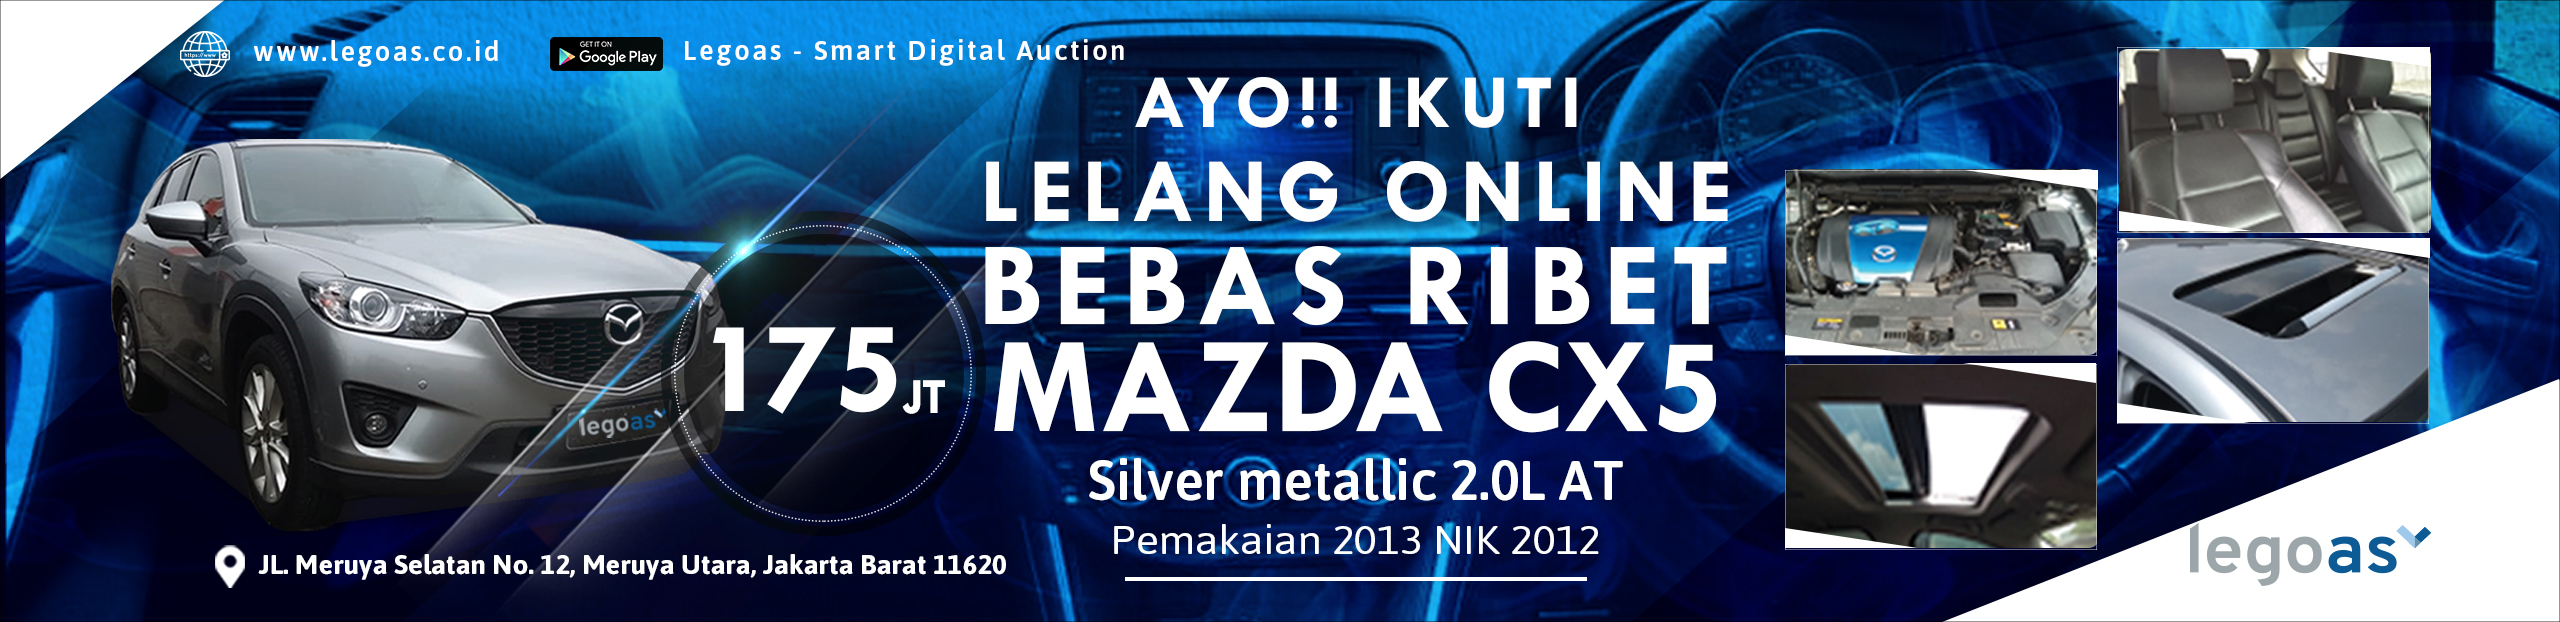 www.legoas.co.id
GET IT ON
Google Play
Legoas - Smart Digital Auction
AYO!! IKUTI
LELANG ONLINE
BEBAS RIBET
MAZDA CX5
175 JT
Silver metallic 2.0L AT
Pemakaian 2013 NIK 2012
legoas
JL. Meruya Selatan No. 12, Meruya Utara, Jakarta Barat 11620
legoas